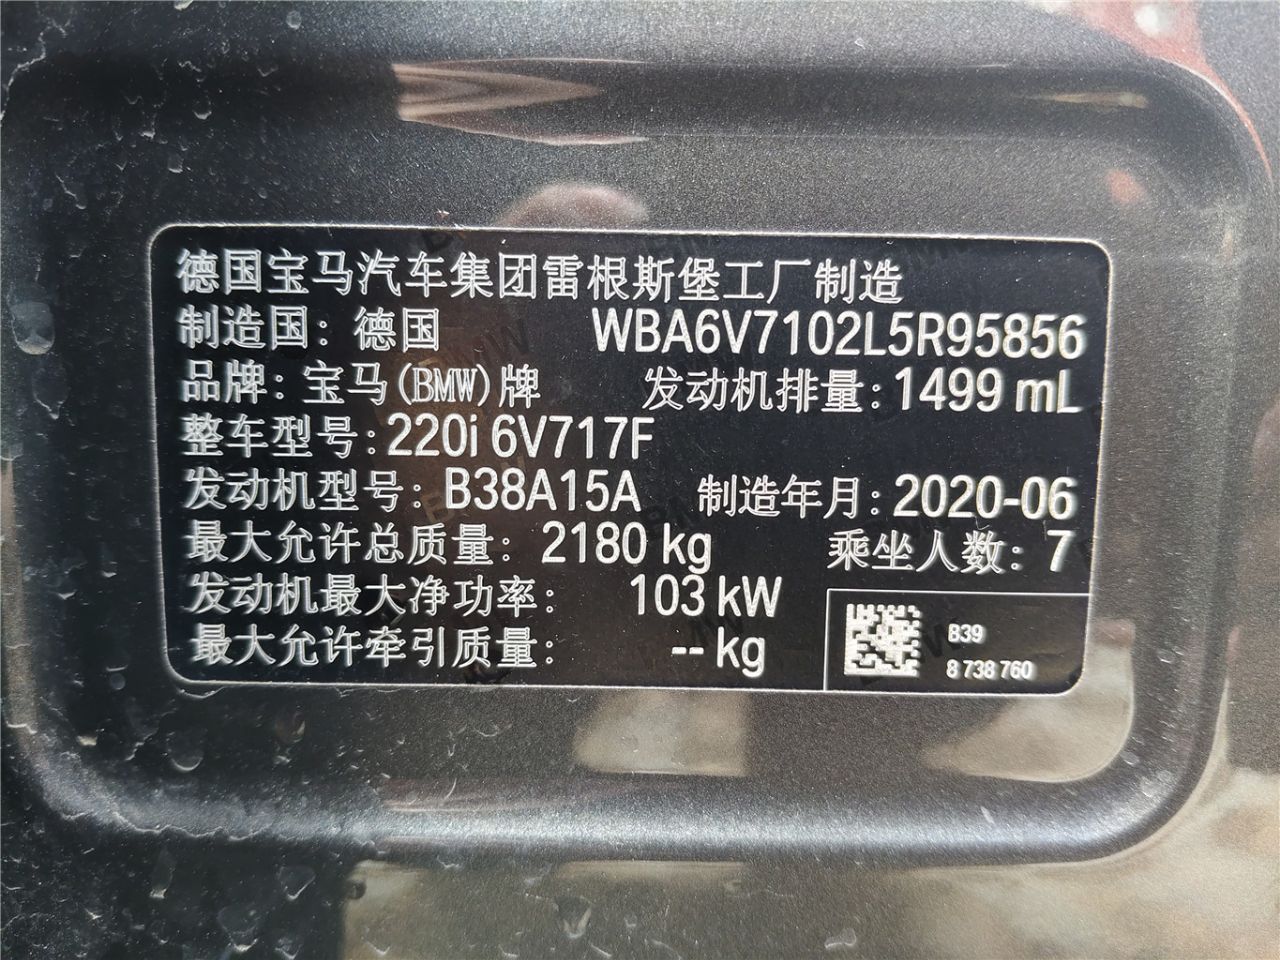 德国宝马汽车集团雷根斯堡工厂制造
制造国: 德国 WBA6V7102L5R95856
品牌: 宝马(BMW)牌 发动机排量: 1499 mL
整车型号: 220i 6V717F
发动机型号: B38A15A 制造年月: 2020-06
最大允许总质量: 2180 kg 乘坐人数: 7
发动机最大净功率: 103 kW
最大允许牵引质量: -- kg
B39
8 738 760